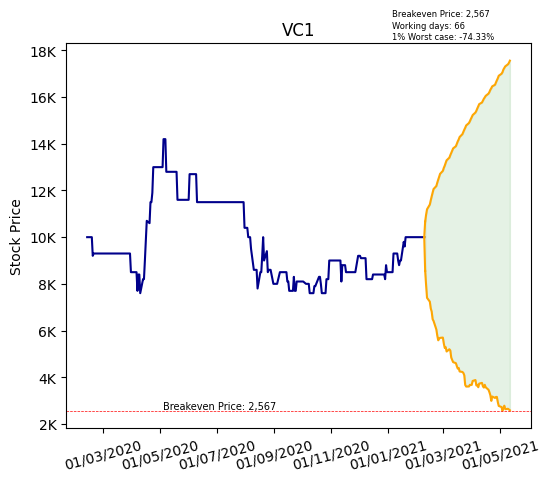 Breakeven Price: 2,567
Working days: 66
1% Worst case: -74.33%
VC1
Stock Price
18K
16K
14K
12K
10K
8K
6K
4K
2K
Breakeven Price: 2,567
01/03/2020
01/05/2020
01/07/2020
01/09/2020
01/11/2020
01/01/2021
01/03/2021
01/05/2021